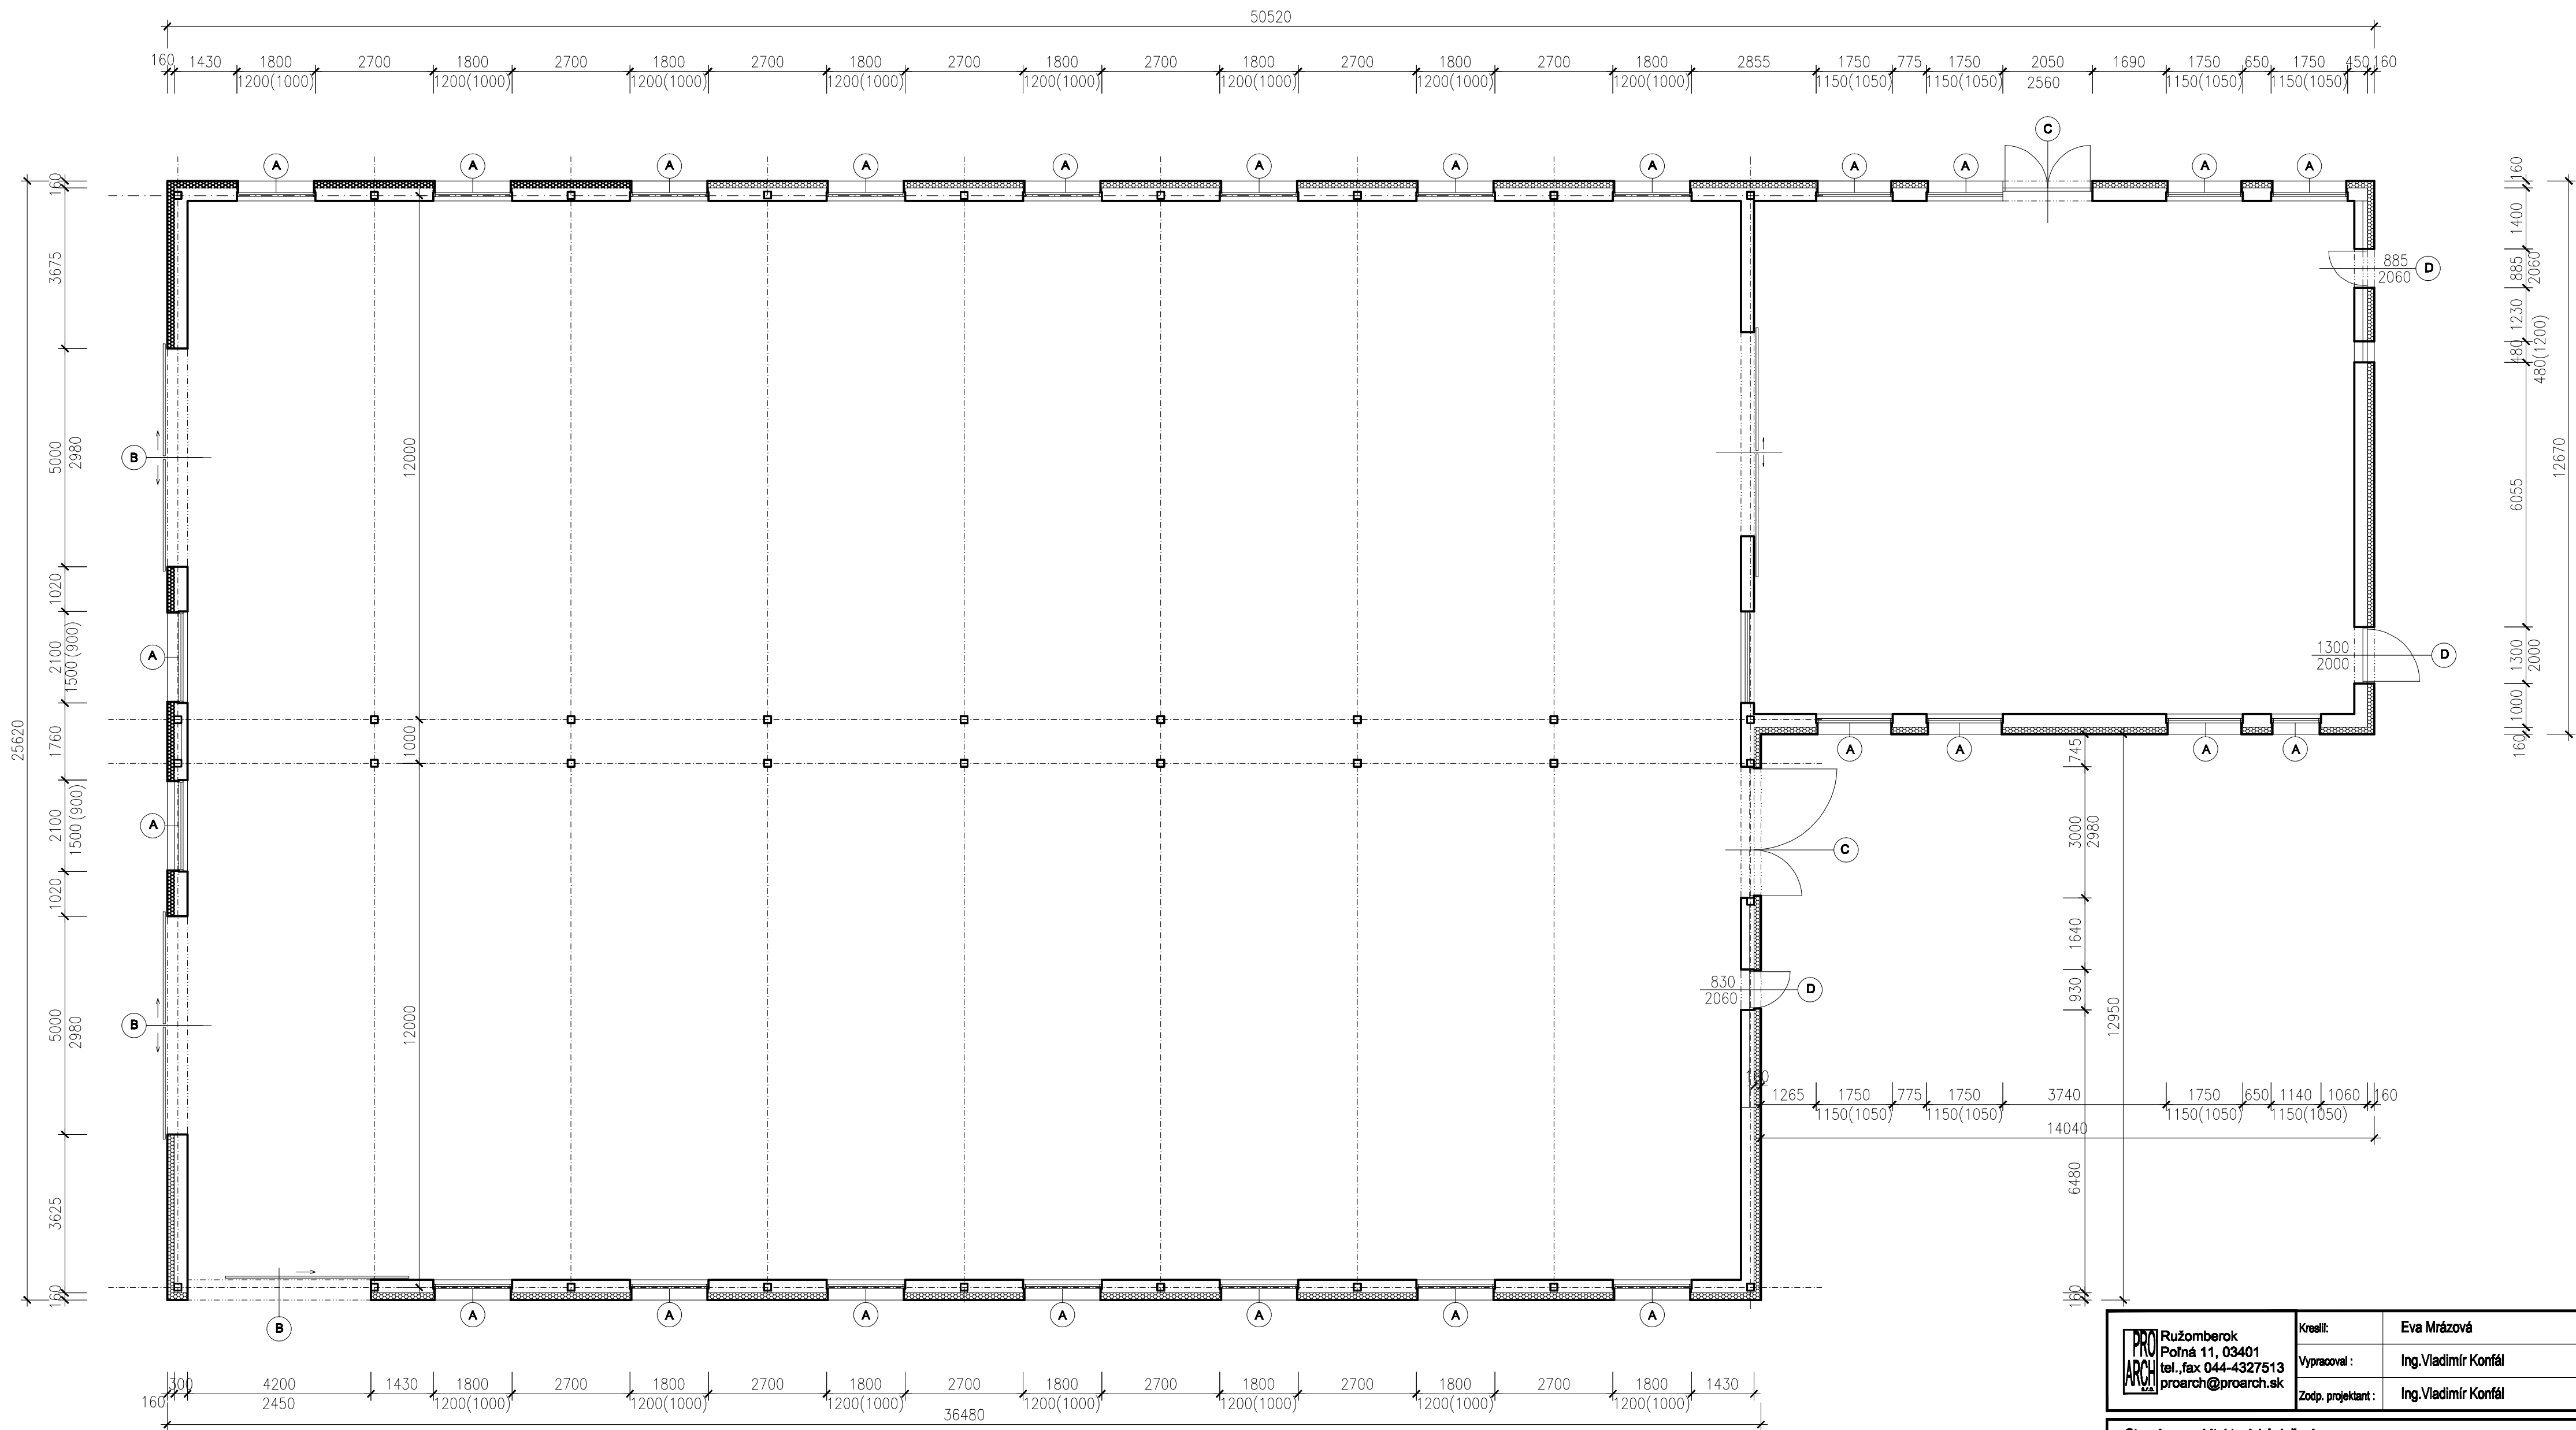 50520
160 1430 1800 2700 1800 2700 1800 2700 1800 2700 1800 2700 1800 2700 1800 2700 1800 2855 1750 775 1750 2050 1690 1750 650 1750 450 160
1200(1000) 1200(1000) 1200(1000) 1200(1000) 1200(1000) 1200(1000) 1200(1000) 1200(1000) 1150(1050) 1150(1050) 2560 1150(1050) 1150(1050)
C
A A A A A A A A A A A A
25620
160
3675
5000
2980
1020
2100
1500 (900)
1760
2100
1500 (900)
1020
5000
2980
3625
160
B
A
A
B
B
12000
1000
12000
885
2060
D
1300
2000
D
160
1400
885
2060
1230
480
480(1200)
6055
1300
2000
1000
160
12670
A A A A
C
830
2060
D
745
3000
2980
1640
930
6480
160
12950
1265 1750 775 1750 3740 1750 650 1140 1060 160
1150(1050) 1150(1050) 1150(1050) 1150(1050)
14040
A A A A A A A
160 300 4200 1430 1800 2700 1800 2700 1800 2700 1800 2700 1800 2700 1800 2700 1800 1430
2450 1200(1000) 1200(1000) 1200(1000) 1200(1000) 1200(1000) 1200(1000) 1200(1000)
36480
PRO
ARCH
s.r.o.
Ružomberok
Poľná 11, 03401
tel.,fax 044-4327513
proarch@proarch.sk
Kreslil: Eva Mrázová
Vypracoval : Ing.Vladimír Konfál
Zodp. projektant : Ing.Vladimír Konfál